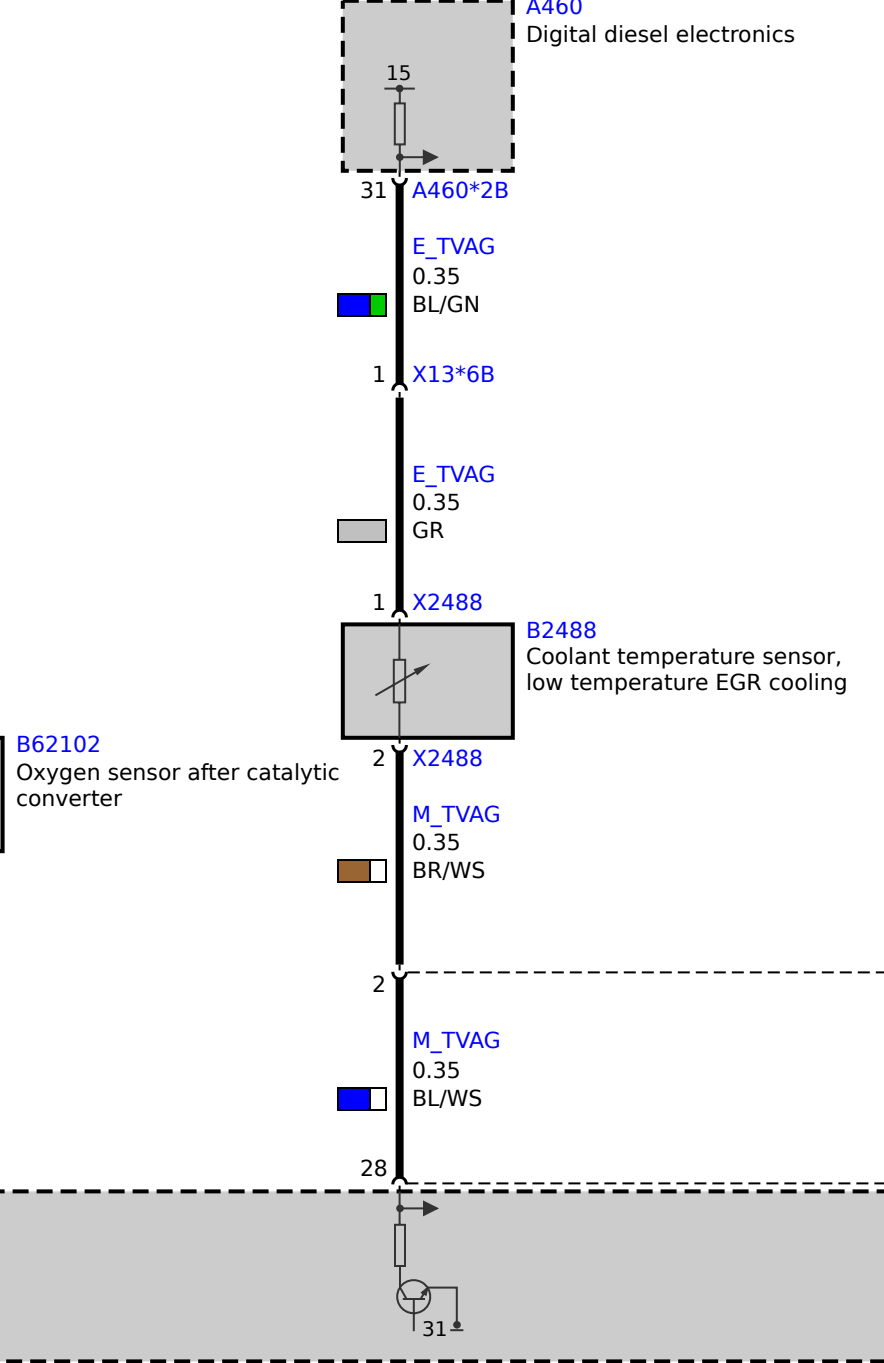 A460
Digital diesel electronics
15
31 A460*2B
E_TVAG
0.35
BL/GN
1 X13*6B
E_TVAG
0.35
GR
1 X2488
B2488
Coolant temperature sensor,
low temperature EGR cooling
B62102
Oxygen sensor after catalytic
converter
2 X2488
M_TVAG
0.35
BR/WS
2
M_TVAG
0.35
BL/WS
28
31